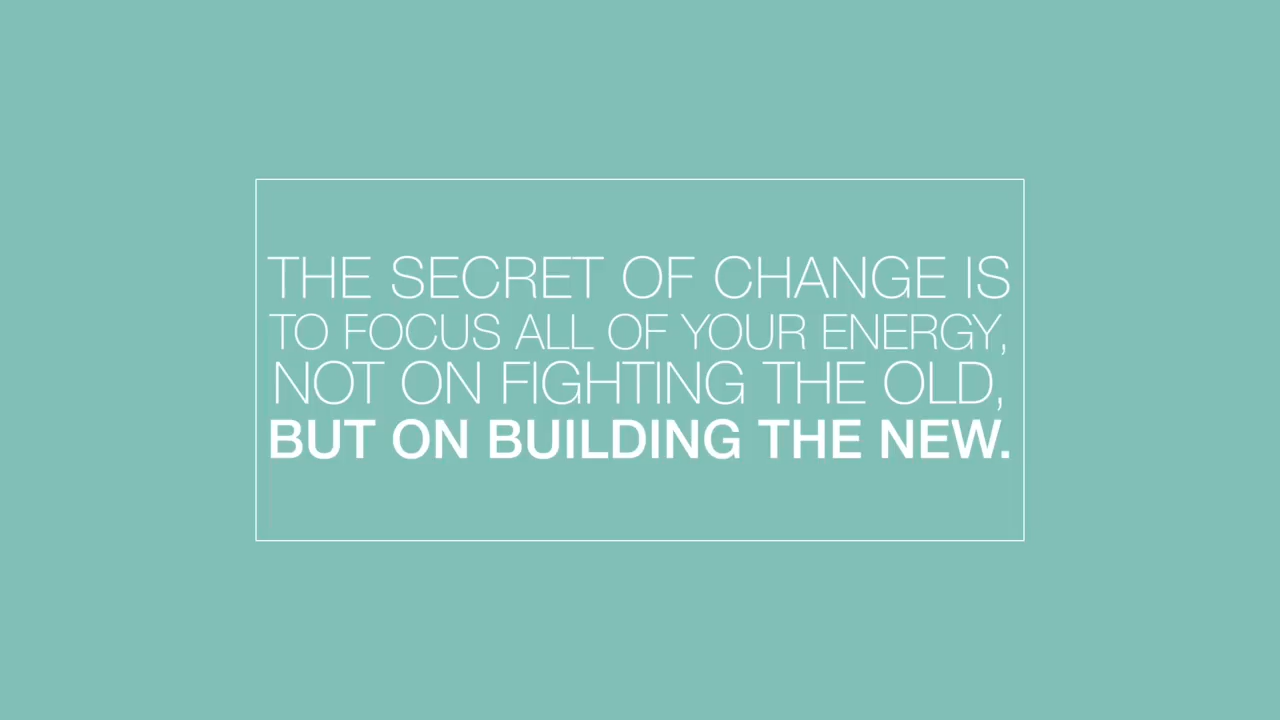 THE SECRET OF CHANGE IS
TO FOCUS ALL OF YOUR ENERGY,
NOT ON FIGHTING THE OLD,
BUT ON BUILDING THE NEW.